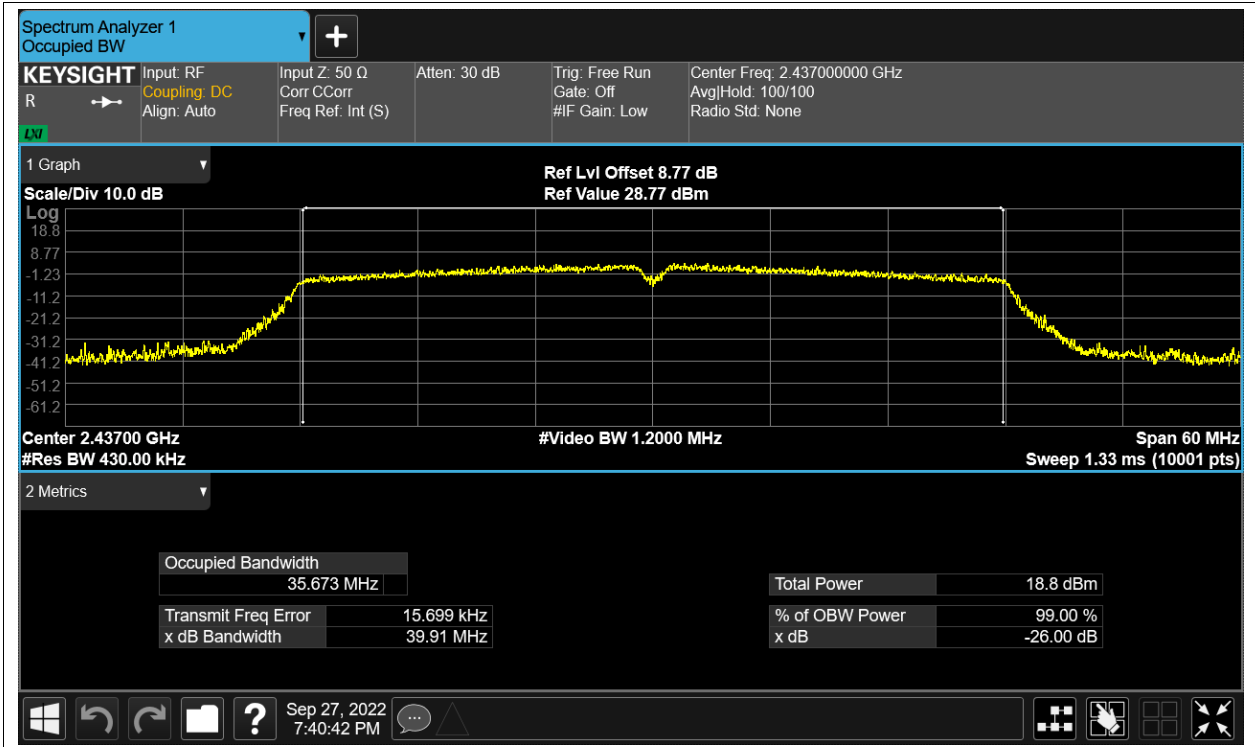 Spectrum Analyzer 1
Occupied BW
KEYSIGHT
R
LXI
Input: RF
Coupling: DC
Align: Auto
Input Z: 50 Ω
Corr CCorr
Freq Ref: Int (S)
Atten: 30 dB
Trig: Free Run
Gate: Off
#IF Gain: Low
Center Freq: 2.437000000 GHz
Avg|Hold: 100/100
Radio Std: None
1 Graph
Scale/Div 10.0 dB
Ref Lvl Offset 8.77 dB
Ref Value 28.77 dBm
Log
18.8
8.77
-1.23
-11.2
-21.2
-31.2
-41.2
-51.2
-61.2
Center 2.43700 GHz
#Video BW 1.2000 MHz
Span 60 MHz
#Res BW 430.00 kHz
Sweep 1.33 ms (10001 pts)
2 Metrics
Occupied Bandwidth
35.673 MHz
Transmit Freq Error 15.699 kHz
x dB Bandwidth 39.91 MHz
Total Power 18.8 dBm
% of OBW Power 99.00 %
x dB -26.00 dB
?
Sep 27, 2022
7:40:42 PM